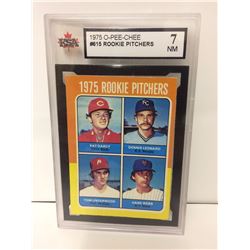 KSA
1975 O-PEE-CHEE
#615 ROOKIE PITCHERS
7
NM
1975 ROOKIE PITCHERS
PAT DARCY
DENNIS LEONARD
TOM UNDERWOOD
HANK WEBB